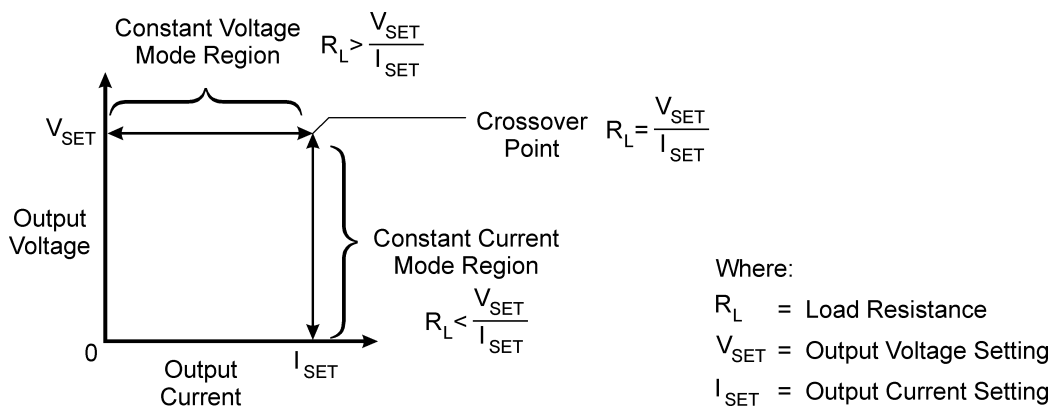 Constant Voltage
Mode Region
R_L > V_SET / I_SET
V_SET
Crossover
Point
R_L = V_SET / I_SET
Output
Voltage
Constant Current
Mode Region
R_L < V_SET / I_SET
0
I_SET
Output
Current
Where:
R_L = Load Resistance
V_SET = Output Voltage Setting
I_SET = Output Current Setting